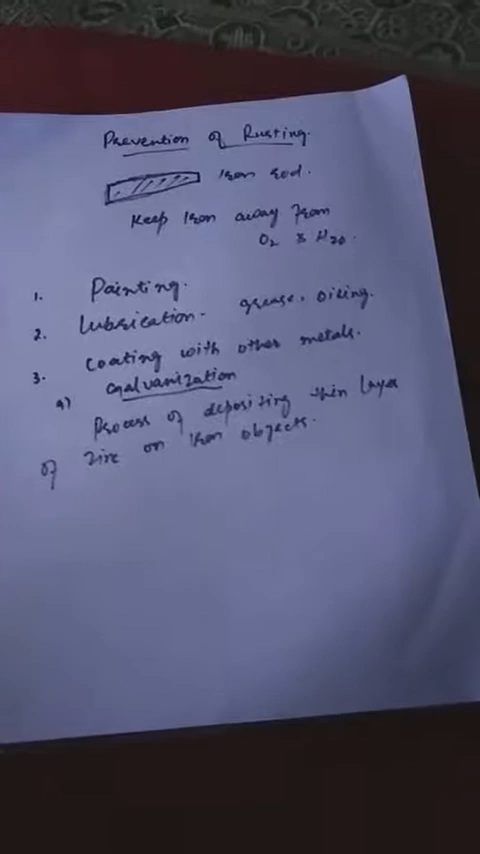 Prevention of Rusting.
Iron rod.
Keep Iron away from
O2 & H2O.
1. Painting.
2. Lubrication. grease, oiling.
3. Coating with other metals.
a) Galvanization
Process of depositing thin layer
of zinc on iron objects.